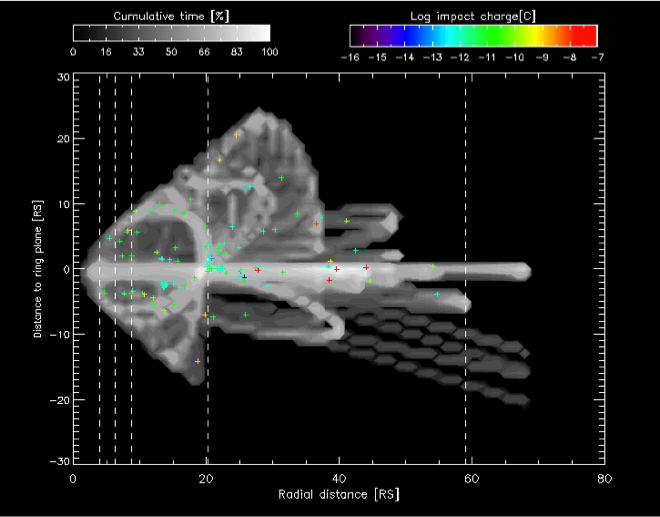 Cumulative time [%] Log impact charge[C]
0 16 33 50 66 83 100 -16 -15 -14 -13 -12 -11 -10 -9 -8 -7
30
20
10
0
-10
-20
-30
Distance to ring plane [RS]
0 20 40 60 80
Radial distance [RS]